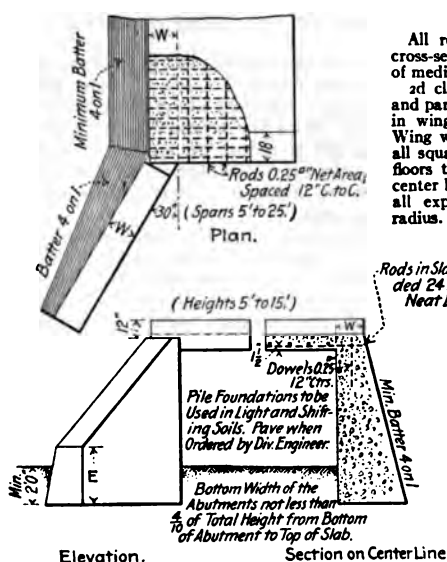 Minimum Batter
4 on 1
W
18"
Rods 0.25□" Net Area,
Spaced 12" C. to C.
30° (Spans 5' to 25.')
Plan.
Batter 4 on 1
W
All
cross-se
of medi
2d cl
and par
in wing
Wing w
all squa
floors t
center
all exp
radius.
Rods in Sla
ded 24
Neat
(Heights 5' to 15.')
12"
W
1½"
Dowels 0.25
12" Ctrs.
Pile Foundations to be
Used in Light and Shift-
ing Soils. Pave when
Ordered by Div. Engineer.
Min. Batter 4 on 1
Min.
20"
E
Bottom Width of the
Abutments not less than
4/10 of Total Height from Bottom
of Abutment to Top of Slab.
Elevation.
Section on Center Line